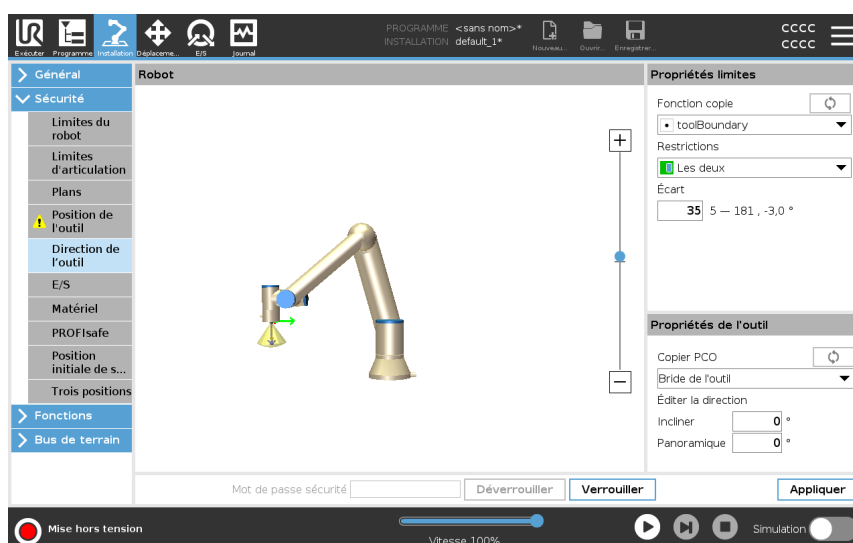 Exécuter
Programme
Installation
Déplaceme...
E/S
Journal
PROGRAMME <sans nom>*
INSTALLATION default_1*
Nouveau...
Ouvrir...
Enregistrer...
cccc
cccc
Général
Sécurité
Limites du
robot
Limites
d'articulation
Plans
Position de
l'outil
Direction de
l'outil
E/S
Matériel
PROFIsafe
Position
initiale de s...
Trois positions
Fonctions
Bus de terrain
Robot
Propriétés limites
Fonction copie
toolBoundary
Restrictions
Les deux
Écart
35 5 — 181 , -3,0 °
Propriétés de l'outil
Copier PCO
Bride de l'outil
Éditer la direction
Incliner 0 °
Panoramique 0 °
Mot de passe sécurité
Déverrouiller
Verrouiller
Appliquer
Mise hors tension
Vitesse 100%
Simulation